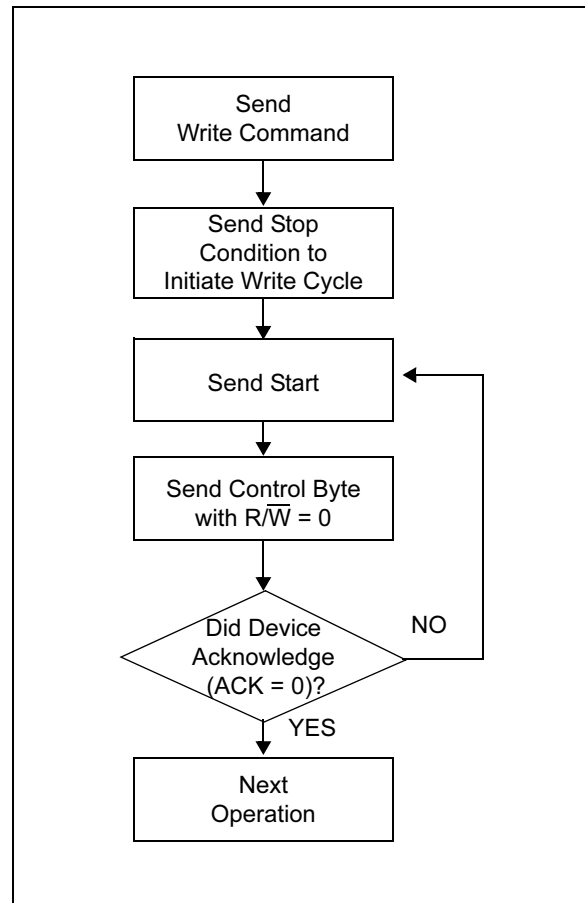 Send
Write Command
Send Stop
Condition to
Initiate Write Cycle
Send Start
Send Control Byte
with R/W̅ = 0
Did Device
Acknowledge
(ACK = 0)?
NO
YES
Next
Operation